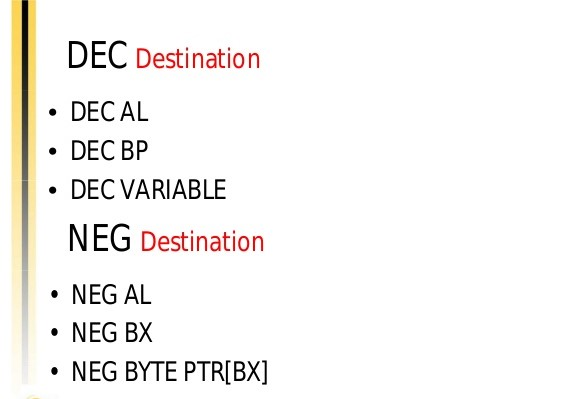 DEC Destination
• DEC AL
• DEC BP
• DEC VARIABLE
NEG Destination
• NEG AL
• NEG BX
• NEG BYTE PTR[BX]